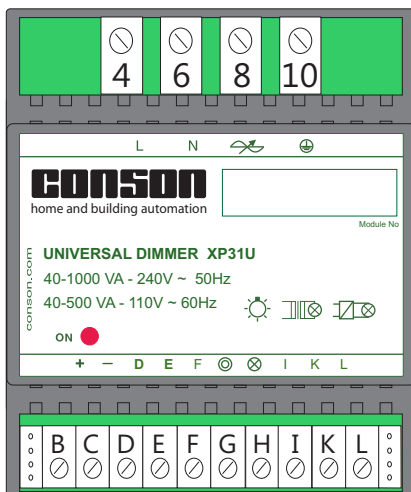 4 6 8 10
L N
CONSON
home and building automation
Module No
conson.com
UNIVERSAL DIMMER XP31U
40-1000 VA - 240V ~ 50Hz
40-500 VA - 110V ~ 60Hz
ON
+ − D E F I K L
B C D E F G H I K L